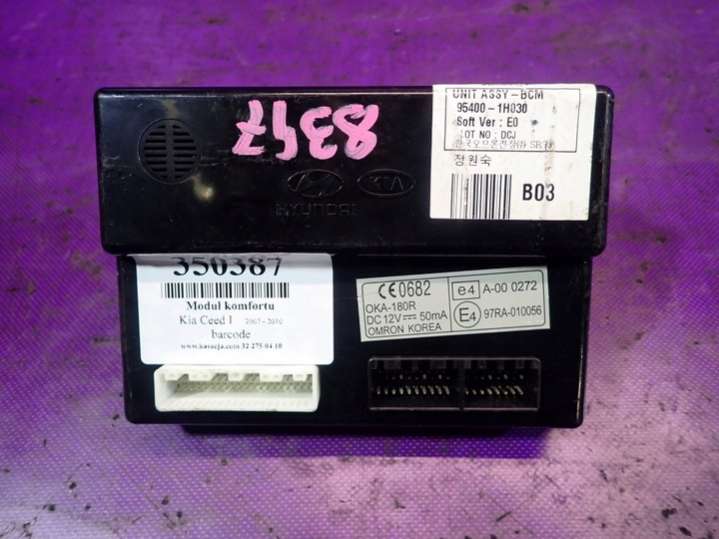 UNIT ASSY-BCM
95400-1H030
Soft Ver : E0
LOT NO : DCJ
정원숙
B03
8347
HYUNDAI
KIA
350387
Modul komfortu
Kia Ceed I 2007-2010
barcode
CE0682
OKA-180R
DC 12V 50mA
OMRON KOREA
e4 A-00 0272
E4 97RA-010056